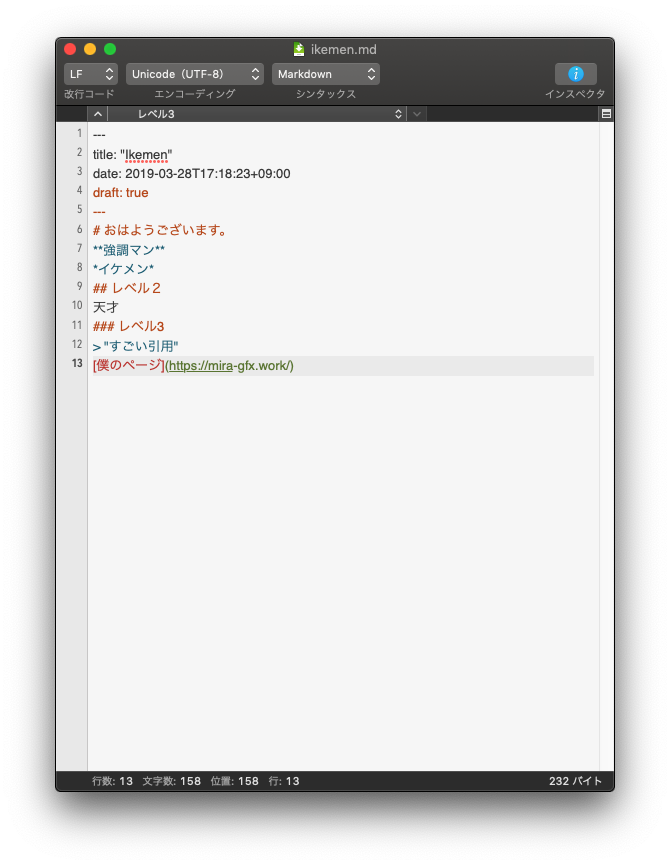 ikemen.md
LF Unicode（UTF-8） Markdown
改行コード エンコーディング シンタックス インスペクタ
レベル3
1 ---
2 title: "Ikemen"
3 date: 2019-03-28T17:18:23+09:00
4 draft: true
5 ---
6 # おはようございます。
7 **強調マン**
8 *イケメン*
9 ## レベル２
10 天才
11 ### レベル3
12 > "すごい引用"
13 [僕のページ](https://mira-gfx.work/)
行数: 13 文字数: 158 位置: 158 行: 13 232 バイト